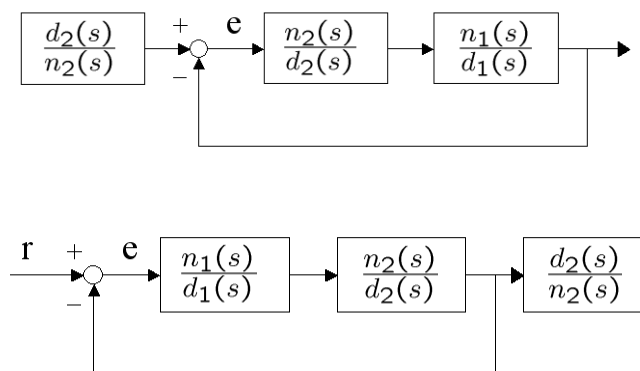 d₂(s)
n₂(s)
+
−
e
n₂(s)
d₂(s)
n₁(s)
d₁(s)
r
+
−
e
n₁(s)
d₁(s)
n₂(s)
d₂(s)
d₂(s)
n₂(s)